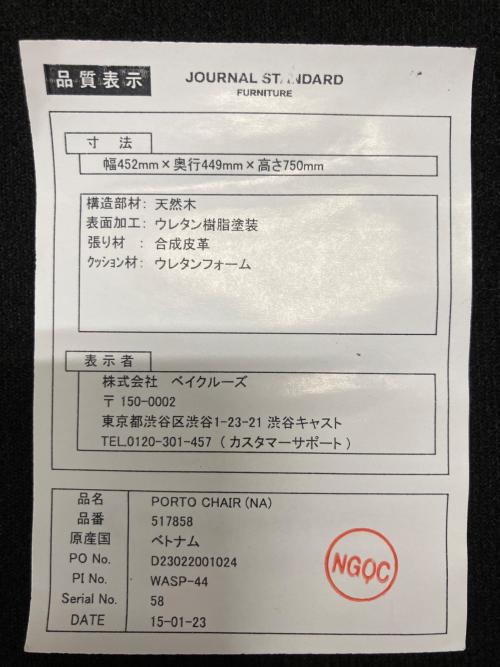 品質表示
JOURNAL STANDARD
FURNITURE
寸 法
幅452mm×奥行449mm×高さ750mm
構造部材: 天然木
表面加工: ウレタン樹脂塗装
張り材 : 合成皮革
クッション材: ウレタンフォーム
表示者
株式会社 ベイクルーズ
〒150-0002
東京都渋谷区渋谷1-23-21 渋谷キャスト
TEL.0120-301-457 (カスタマーサポート)
品名 PORTO CHAIR (NA)
品番 517858
原産国 ベトナム
PO No. D23022001024
PI No. WASP-44
Serial No. 58
DATE 15-01-23
NGỌC